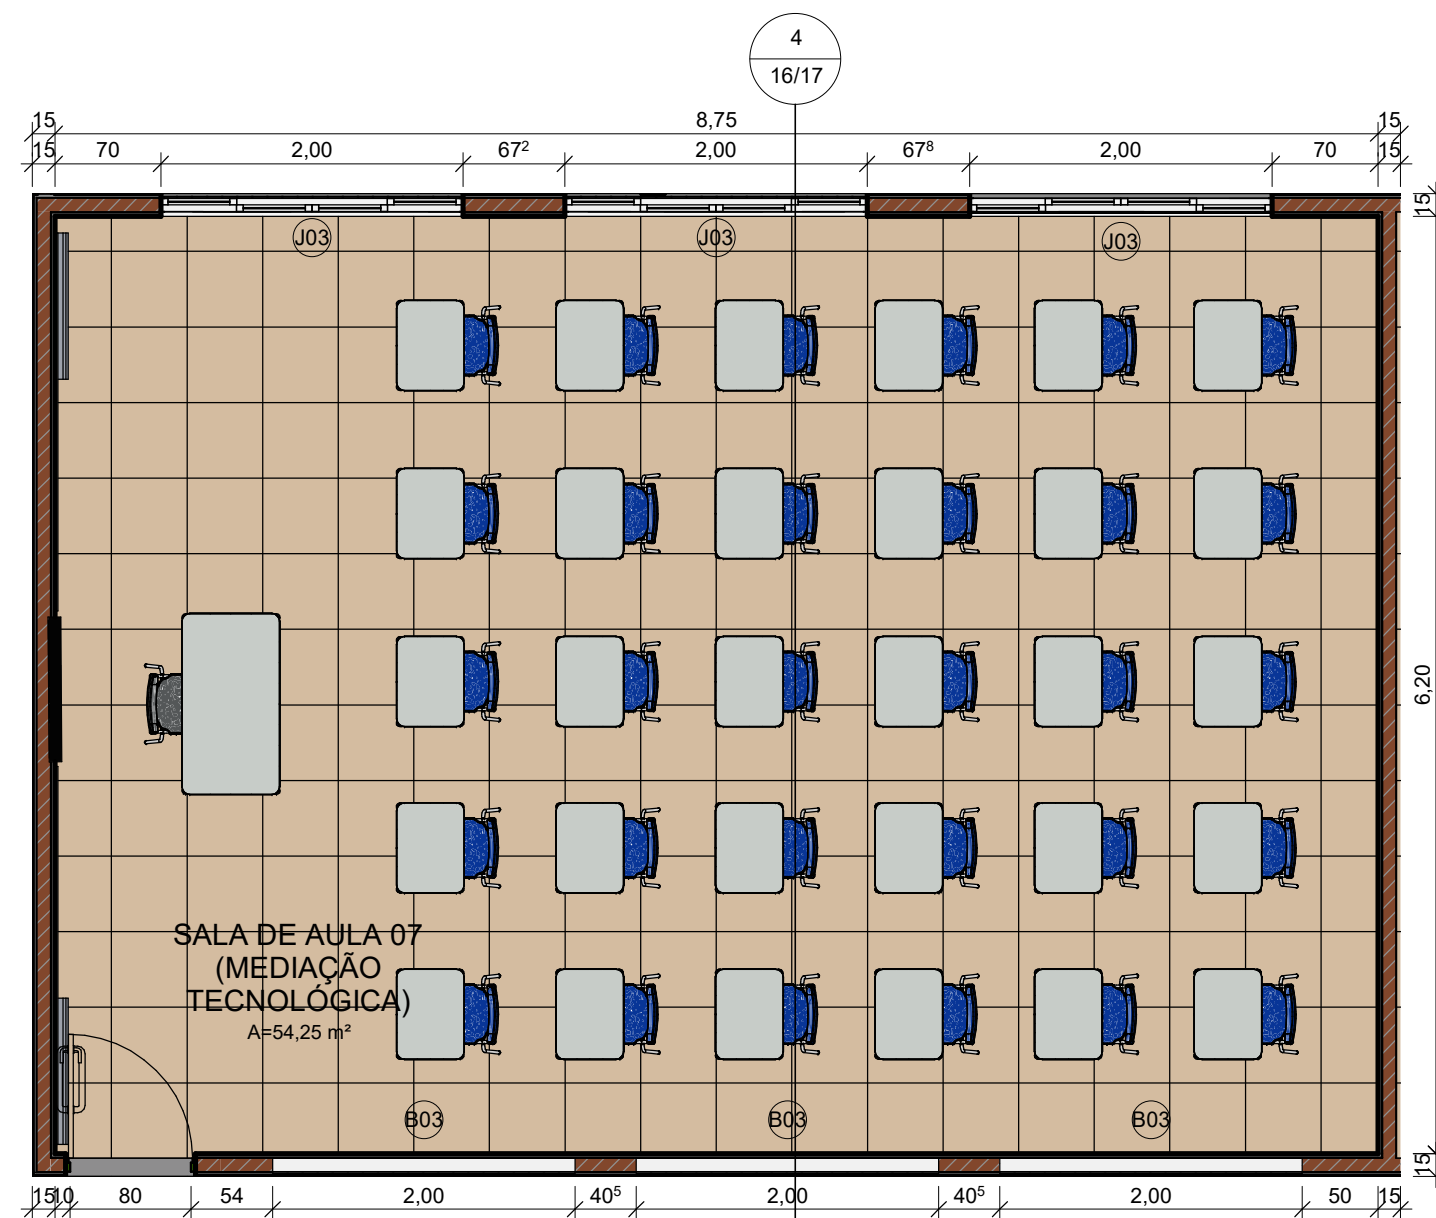 4
16/17
15 8,75 15
15 70 2,00 67² 2,00 67⁸ 2,00 70 15
15
J03 J03 J03
6,20
SALA DE AULA 07
(MEDIAÇÃO
TECNOLÓGICA)
A=54,25 m²
B03 B03 B03
15
15 10 80 54 2,00 40⁵ 2,00 40⁵ 2,00 50 15